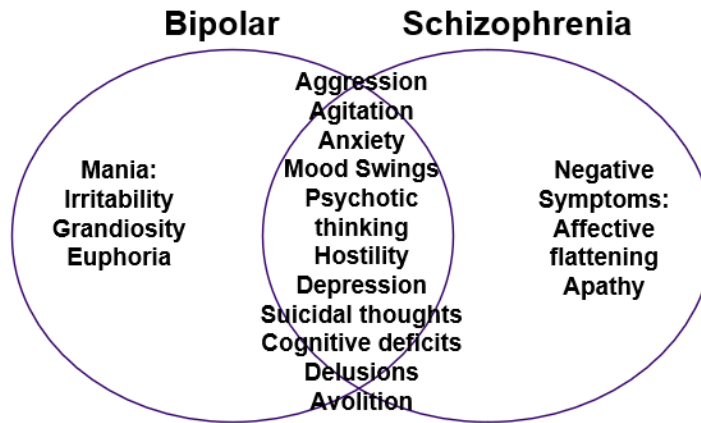 Bipolar
Schizophrenia
Mania:
Irritability
Grandiosity
Euphoria
Aggression
Agitation
Anxiety
Mood Swings
Psychotic
thinking
Hostility
Depression
Suicidal thoughts
Cognitive deficits
Delusions
Avolition
Negative
Symptoms:
Affective
flattening
Apathy